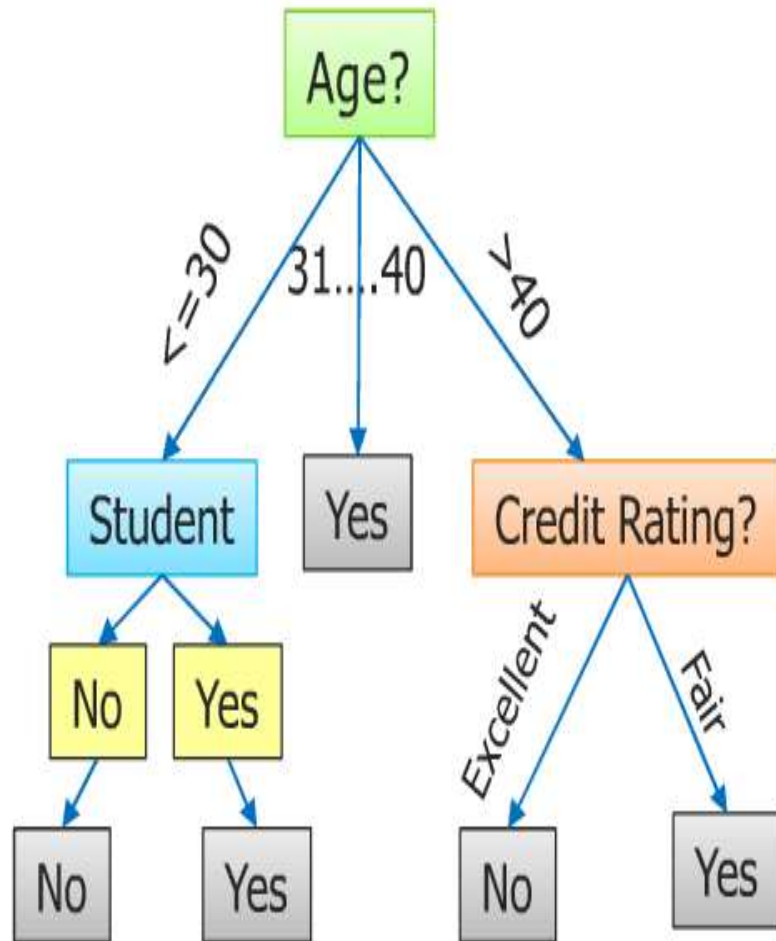 Age?
<=30
31....40
>40
Student
Yes
Credit Rating?
No
Yes
Excellent
Fair
No
Yes
No
Yes